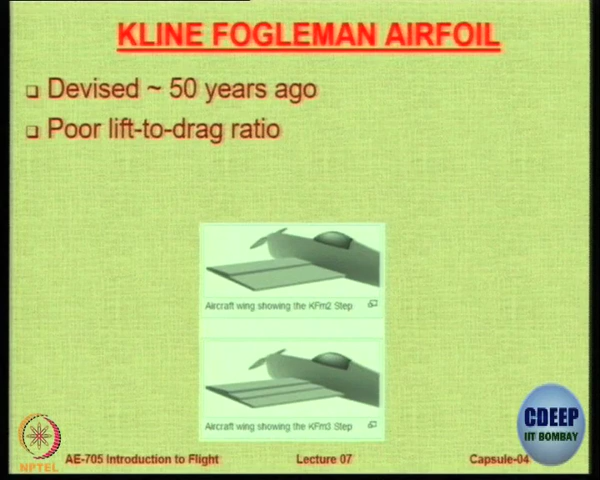 KLINE FOGLEMAN AIRFOIL
Devised ~ 50 years ago
Poor lift-to-drag ratio
Aircraft wing showing the KFm2 Step
Aircraft wing showing the KFm3 Step
CDEEP
IIT BOMBAY
NPTEL
AE-705 Introduction to Flight Lecture 07 Capsule-04